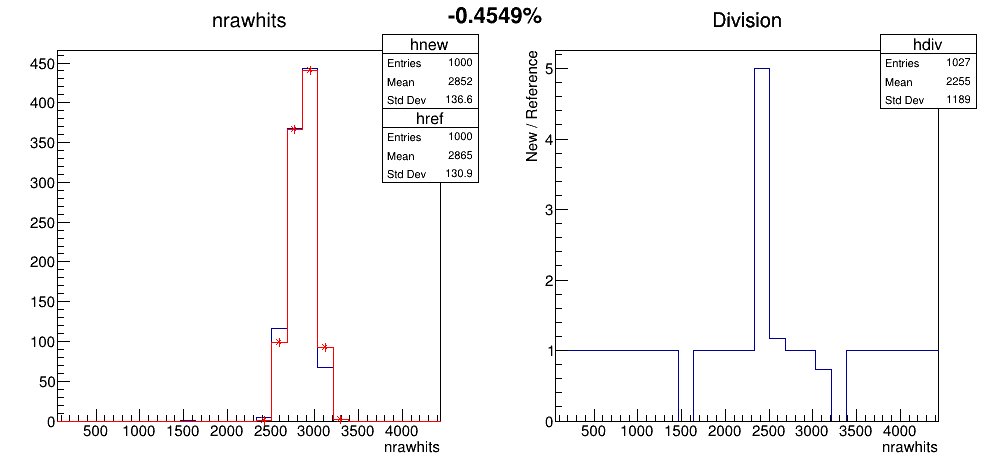 -0.4549%
nrawhits
hnew
Entries 1000
Mean 2852
Std Dev 136.6
href
Entries 1000
Mean 2865
Std Dev 130.9
450
400
350
300
250
200
150
100
50
0
500 1000 1500 2000 2500 3000 3500 4000
nrawhits
Division
hdiv
Entries 1027
Mean 2255
Std Dev 1189
New / Reference
5
4
3
2
1
0
500 1000 1500 2000 2500 3000 3500 4000
nrawhits